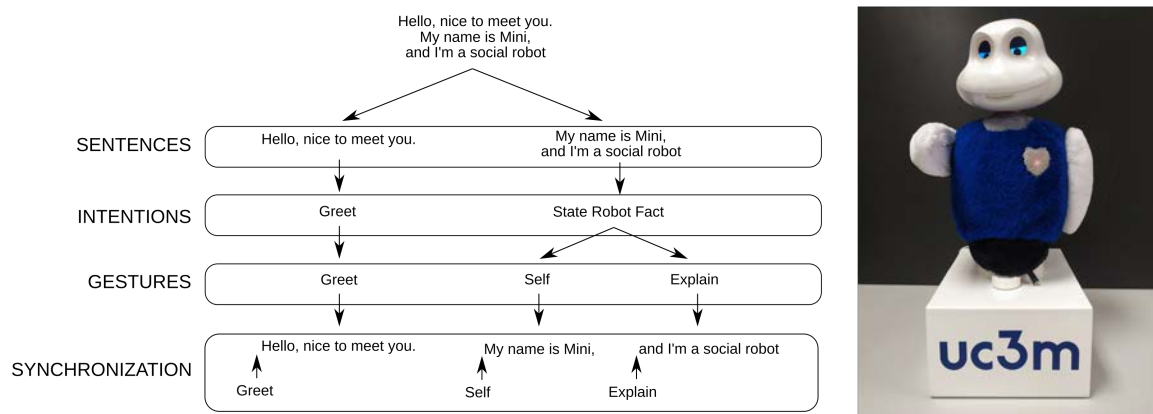 Hello, nice to meet you.
My name is Mini,
and I'm a social robot
SENTENCES
Hello, nice to meet you.
My name is Mini,
and I'm a social robot
INTENTIONS
Greet
State Robot Fact
GESTURES
Greet
Self
Explain
SYNCHRONIZATION
Hello, nice to meet you.
My name is Mini,
and I'm a social robot
Greet
Self
Explain
uc3m